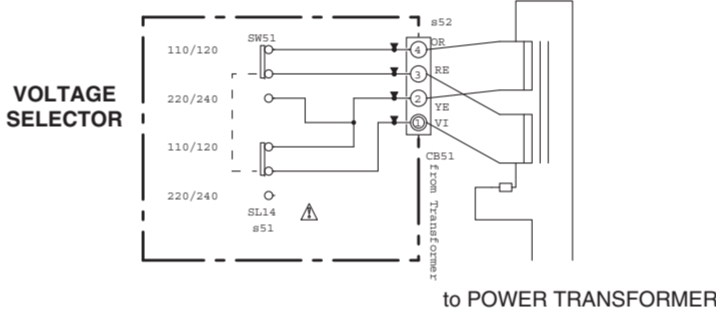 s52
SW51
110/120
4
OR
3
RE
VOLTAGE
SELECTOR
220/240
2
YE
1
VI
110/120
CB51
from Transformer
220/240
SL14
s51
to POWER TRANSFORMER